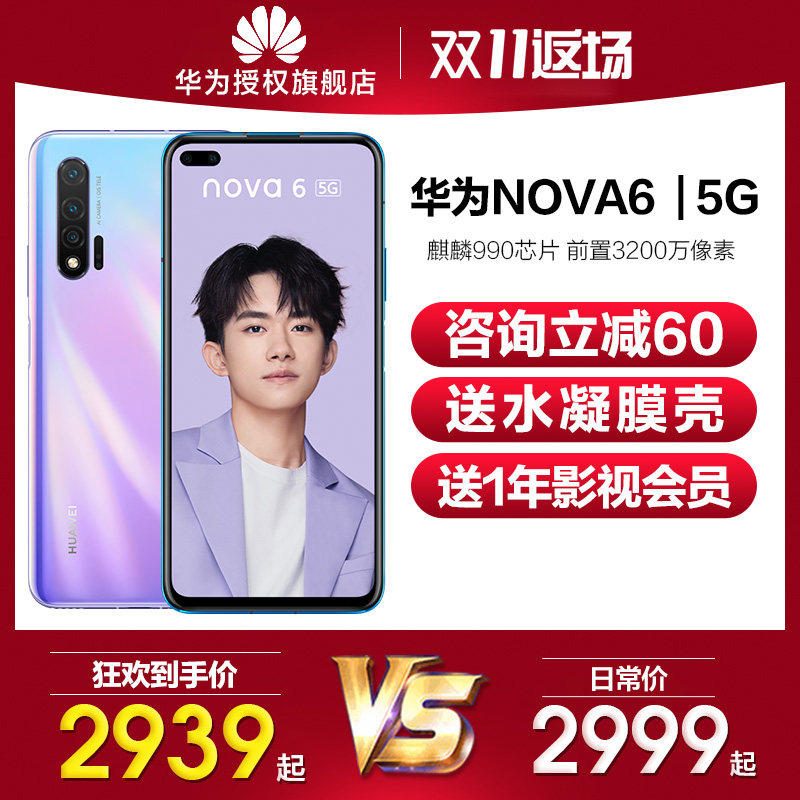 华为授权旗舰店
双11返场
nova 6 5G
AI CAMERA | OIS TELE
HUAWEI
华为NOVA6 | 5G
麒麟990芯片 前置3200万像素
咨询立减60
送水凝膜壳
送1年影视会员
狂欢到手价
2939起
VS
日常价
2999起